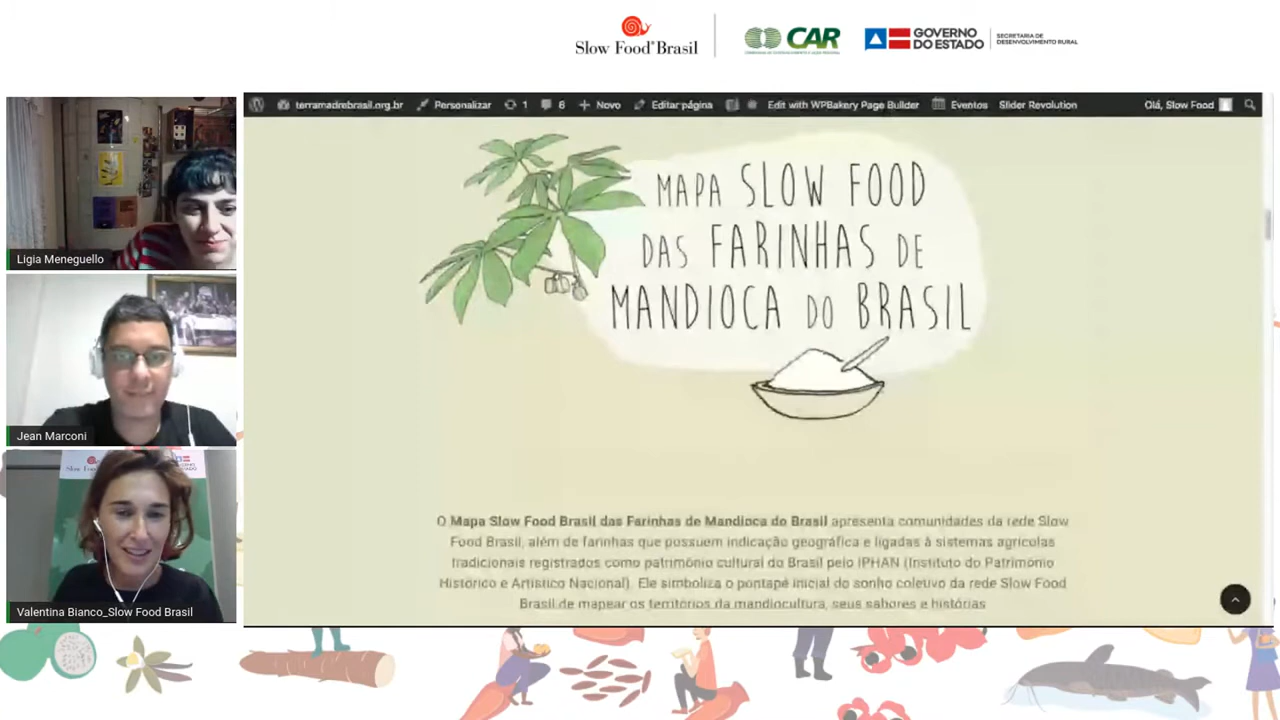 Slow Food® Brasil
CAR
GOVERNO
DO ESTADO
SECRETARIA DE
DESENVOLVIMENTO RURAL
terramadrebrasil.org.br Personalizar 1 6 Novo Editar página Edit with WPBakery Page Builder Eventos Slider Revolution Olá, Slow Food
MAPA SLOW FOOD
DAS FARINHAS DE
MANDIOCA DO BRASIL
O Mapa Slow Food Brasil das Farinhas de Mandioca do Brasil apresenta comunidades da rede Slow
Food Brasil, além de farinhas que possuem indicação geográfica e ligadas à sistemas agrícolas
tradicionais registrados como patrimônio cultural do Brasil pelo IPHAN (Instituto do Patrimônio
Histórico e Artístico Nacional). Ele simboliza o pontapé inicial do sonho coletivo da rede Slow Food
Brasil de mapear os territórios da mandiocultura, seus sabores e histórias
Ligia Meneguello
Jean Marconi
Valentina Bianco_Slow Food Brasil